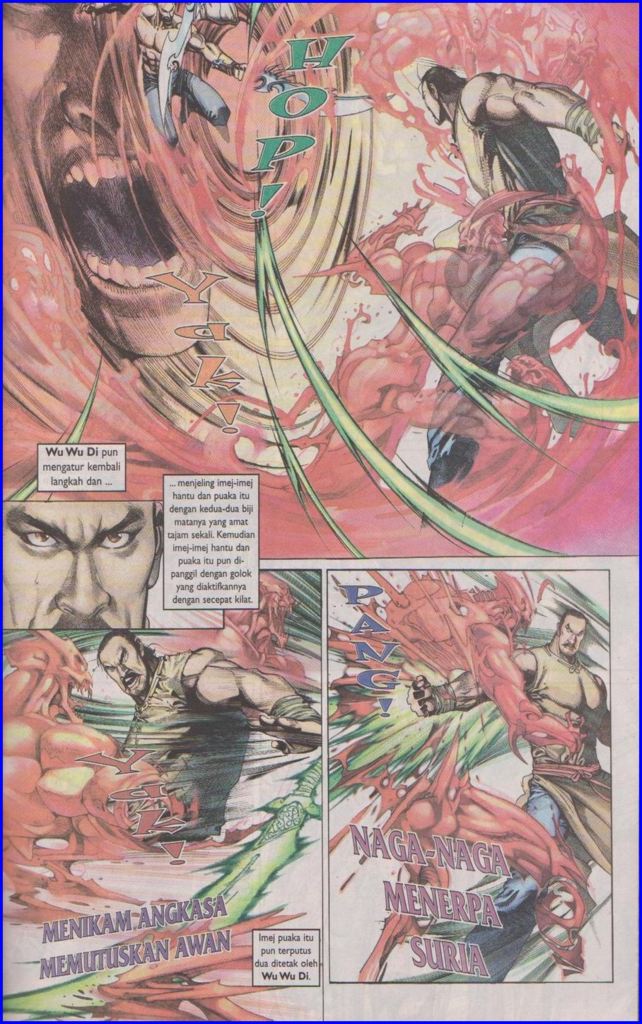 HOP!
Yak!
Wu Wu Di pun
mengatur kembali
langkah dan ...
... menjeling imej-imej
hantu dan puaka itu
dengan kedua-dua biji
matanya yang amat
tajam sekali. Kemudian
imej-imej hantu dan
puaka itu pun di-
panggil dengan golok
yang diaktifkannya
dengan secepat kilat.
Yak!
MENIKAM ANGKASA
MEMUTUSKAN AWAN
Imej puaka itu
pun terputus
dua ditetak oleh
Wu Wu Di.
PANG!
NAGA-NAGA
MENERPA
SURIA